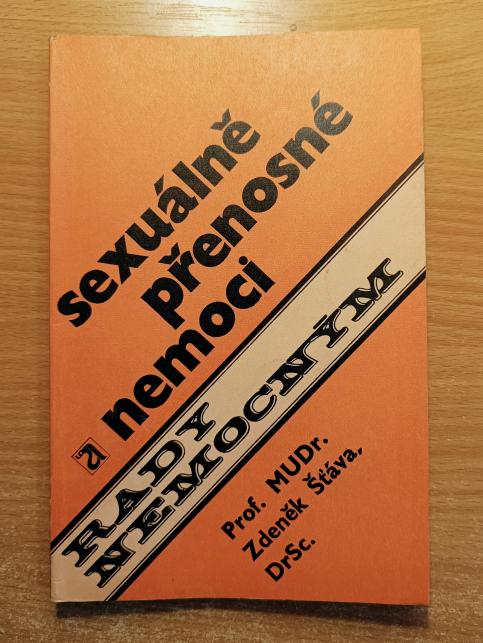 sexuálně
přenosné
nemoci
RADY
NEMOCNÝM
Prof. MUDr.
Zdeněk Šťáva,
DrSc.